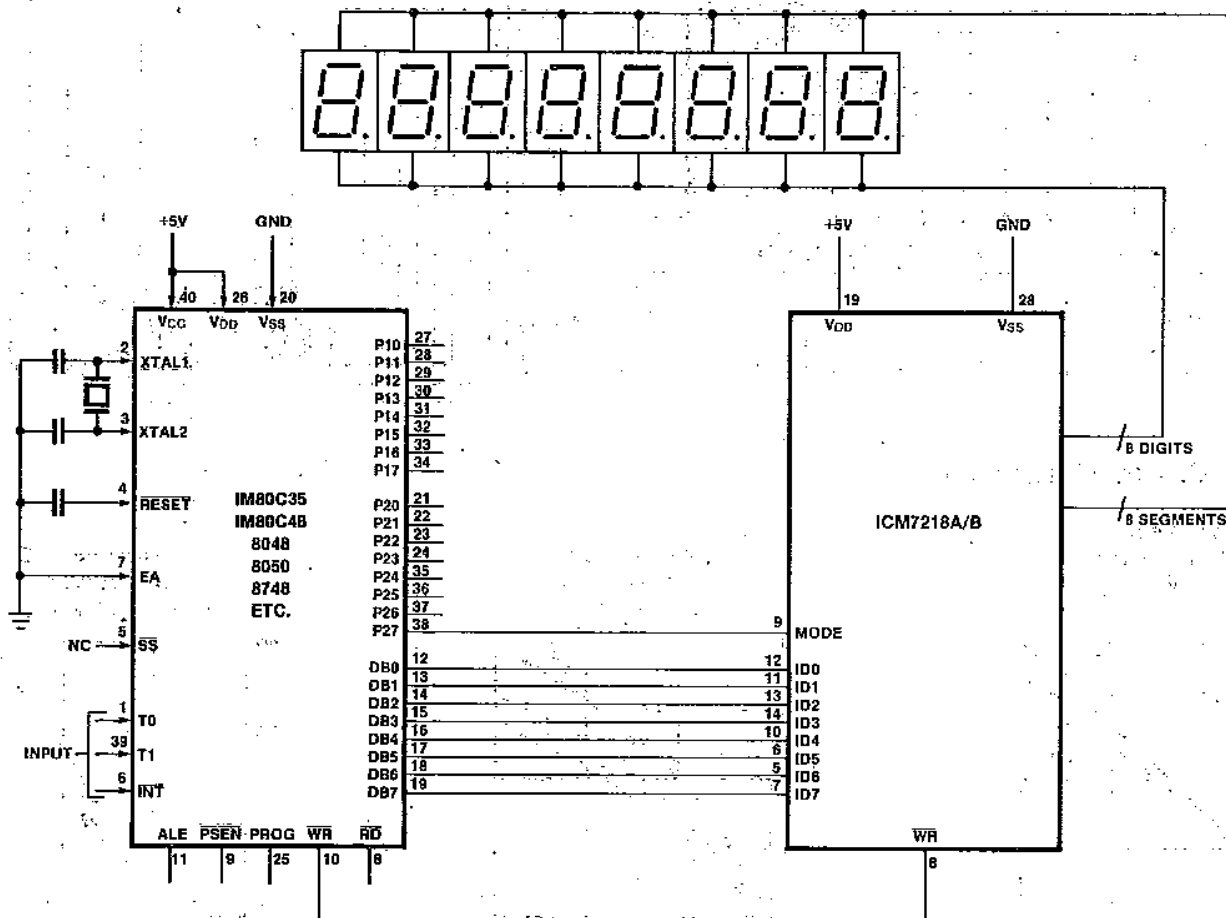 +5V
GND
+5V
GND
40
26
20
19
28
VCC
VDD
VSS
VDD
VSS
2
XTAL1
3
XTAL2
4
RESET
7
EA
5
NC
SS
1
T0
INPUT
39
T1
6
INT
IM80C35
IM80C48
8048
8050
8748
ETC.
P10 27
P11 28
P12 29
P13 30
P14 31
P15 32
P16 33
P17 34
P20 21
P21 22
P22 23
P23 24
P24 35
P25 36
P26 37
P27 38
DB0 12
DB1 13
DB2 14
DB3 15
DB4 16
DB5 17
DB6 18
DB7 19
ALE PSEN PROG WR RD
11 9 25 10 8
ICM7218A/B
8 DIGITS
8 SEGMENTS
9 MODE
12 ID0
11 ID1
13 ID2
14 ID3
10 ID4
6 ID5
5 ID6
7 ID7
WR
8